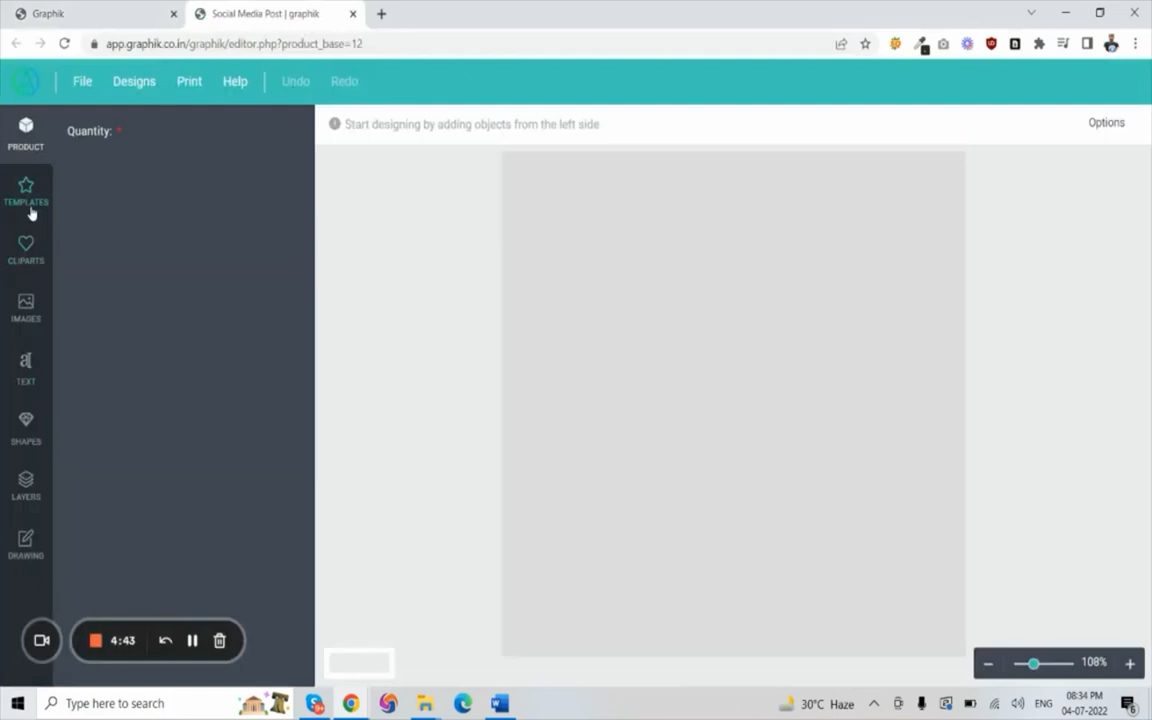 Graphik
Social Media Post | graphik
app.graphik.co.in/graphik/editor.php?product_base=12
File Designs Print Help Undo Redo
PRODUCT
Quantity: *
Start designing by adding objects from the left side
Options
TEMPLATES
CLIPARTS
IMAGES
TEXT
SHAPES
LAYERS
DRAWING
4:43
108%
Type here to search
30°C Haze
ENG
08:34 PM
04-07-2022
6